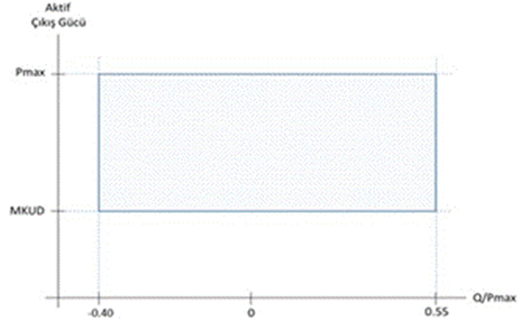 Aktif
Çıkış Gücü
Pmax
MKUD
Q/Pmax
-0.40
0
0.55